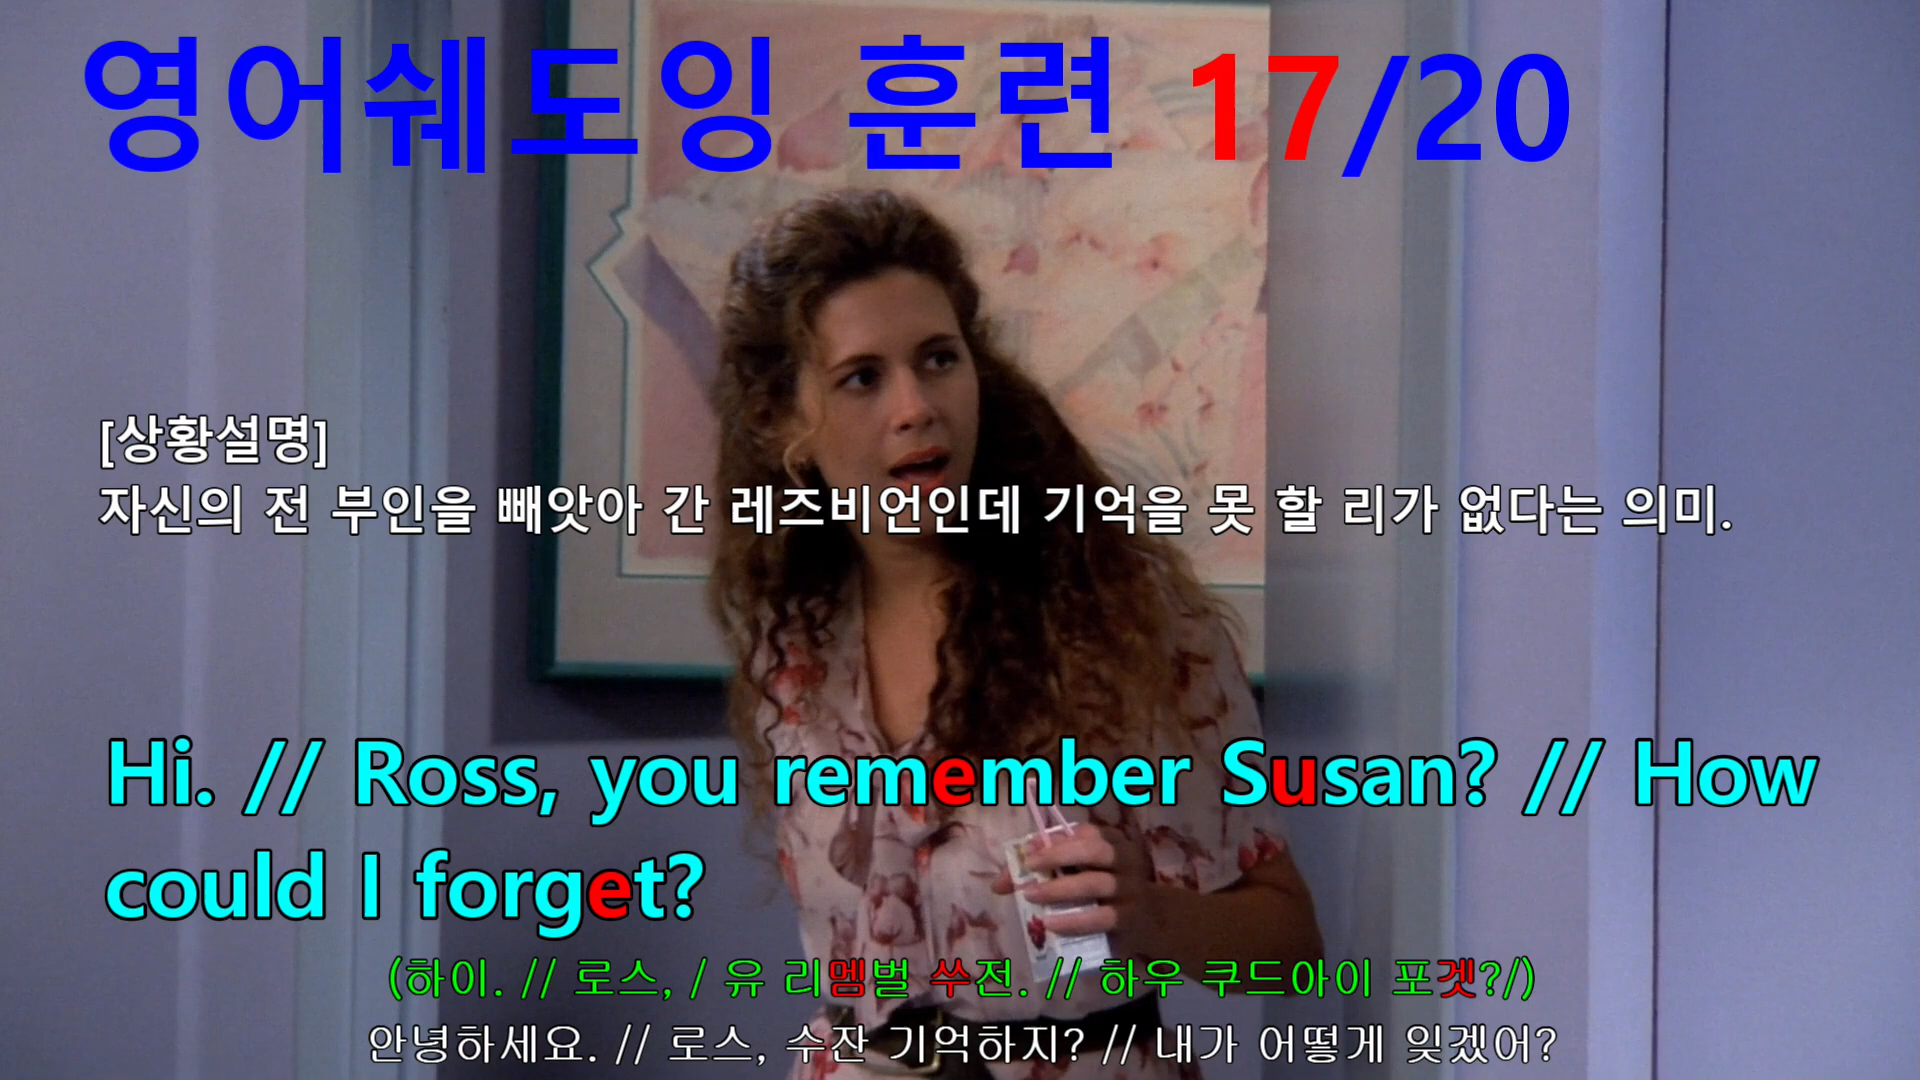 영어쉐도잉 훈련 17/20
[상황설명]
자신의 전 부인을 빼앗아 간 레즈비언인데 기억을 못 할 리가 없다는 의미.
Hi. // Ross, you remember Susan? // How
could I forget?
(하이. // 로스, / 유 리멤벌 쑤전. // 하우 쿠드아이 포겟?/)
안녕하세요. // 로스, 수잔 기억하지? // 내가 어떻게 잊겠어?